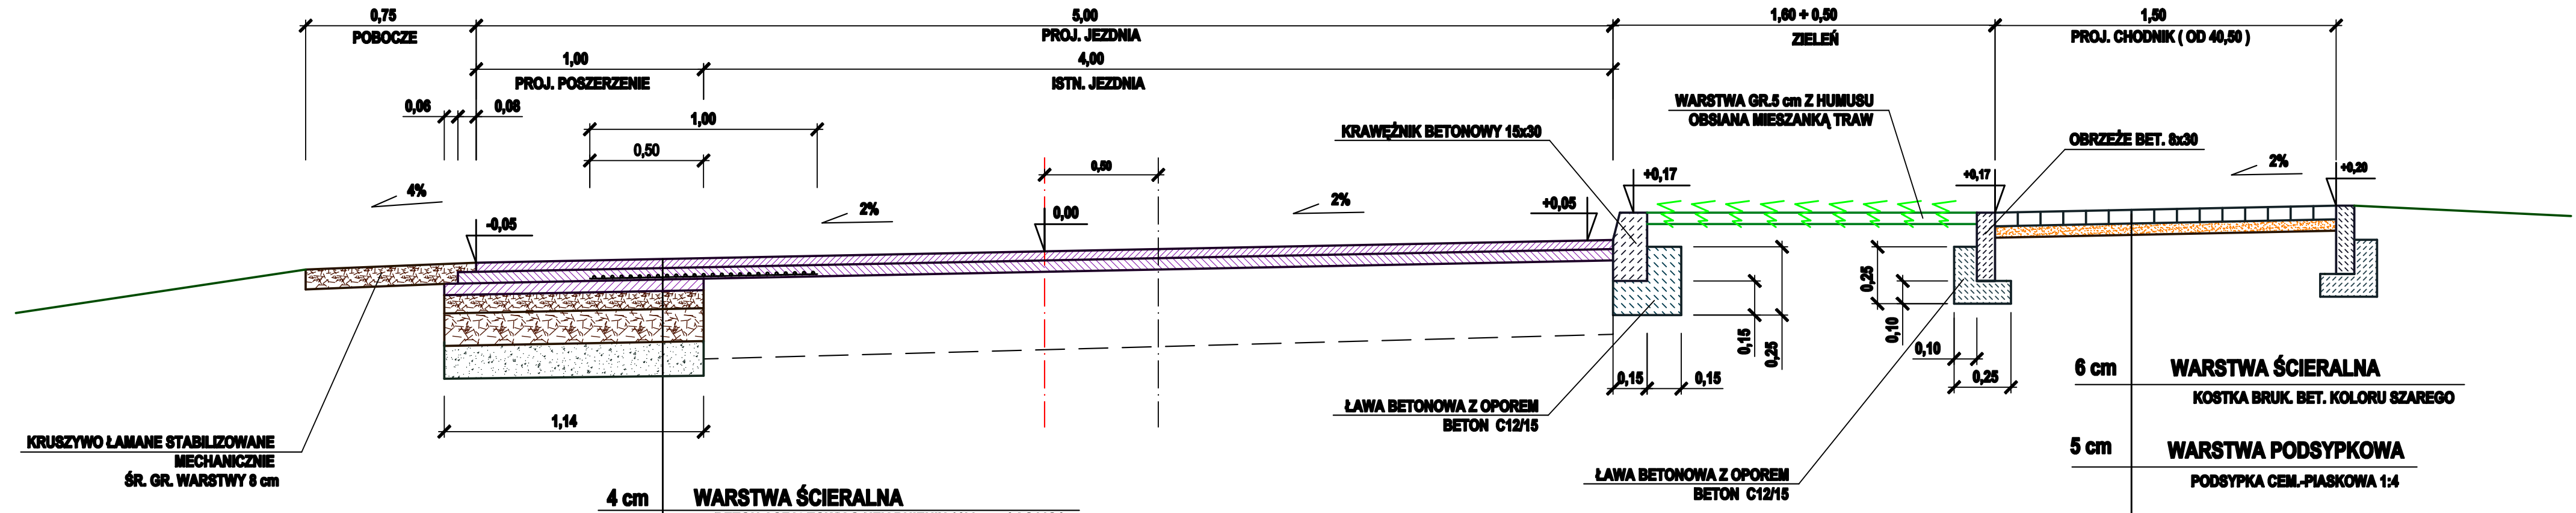 0,75
5,00
1,60 + 0,50
1,50
POBOCZE
PROJ. JEZDNIA
ZIELEŃ
PROJ. CHODNIK ( OD 40,50 )
1,00
4,00
PROJ. POSZERZENIE
ISTN. JEZDNIA
0,06
0,08
1,00
0,50
0,50
WARSTWA GR.5 cm Z HUMUSU
OBSIANA MIESZANKĄ TRAW
KRAWĘŻNIK BETONOWY 15x30
OBRZEŻE BET. 8x30
4%
2%
2%
2%
-0,05
0,00
+0,05
+0,17
+0,17
+0,20
0,15
0,25
0,25
0,10
0,15
0,15
0,10
0,25
1,14
KRUSZYWO ŁAMANE STABILIZOWANE
MECHANICZNIE
ŚR. GR. WARSTWY 8 cm
ŁAWA BETONOWA Z OPOREM
BETON C12/15
ŁAWA BETONOWA Z OPOREM
BETON C12/15
4 cm WARSTWA ŚCIERALNA
6 cm WARSTWA ŚCIERALNA
KOSTKA BRUK. BET. KOLORU SZAREGO
5 cm WARSTWA PODSYPKOWA
PODSYPKA CEM.-PIASKOWA 1:4